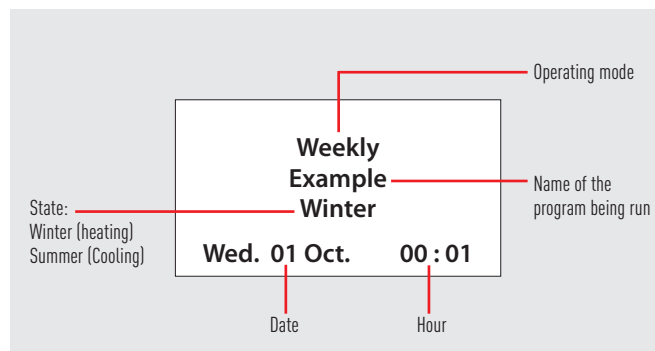 Operating mode
Weekly
Example
Name of the
program being run
State:
Winter (heating)
Summer (Cooling)
Winter
Wed. 01 Oct. 00 : 01
Date
Hour